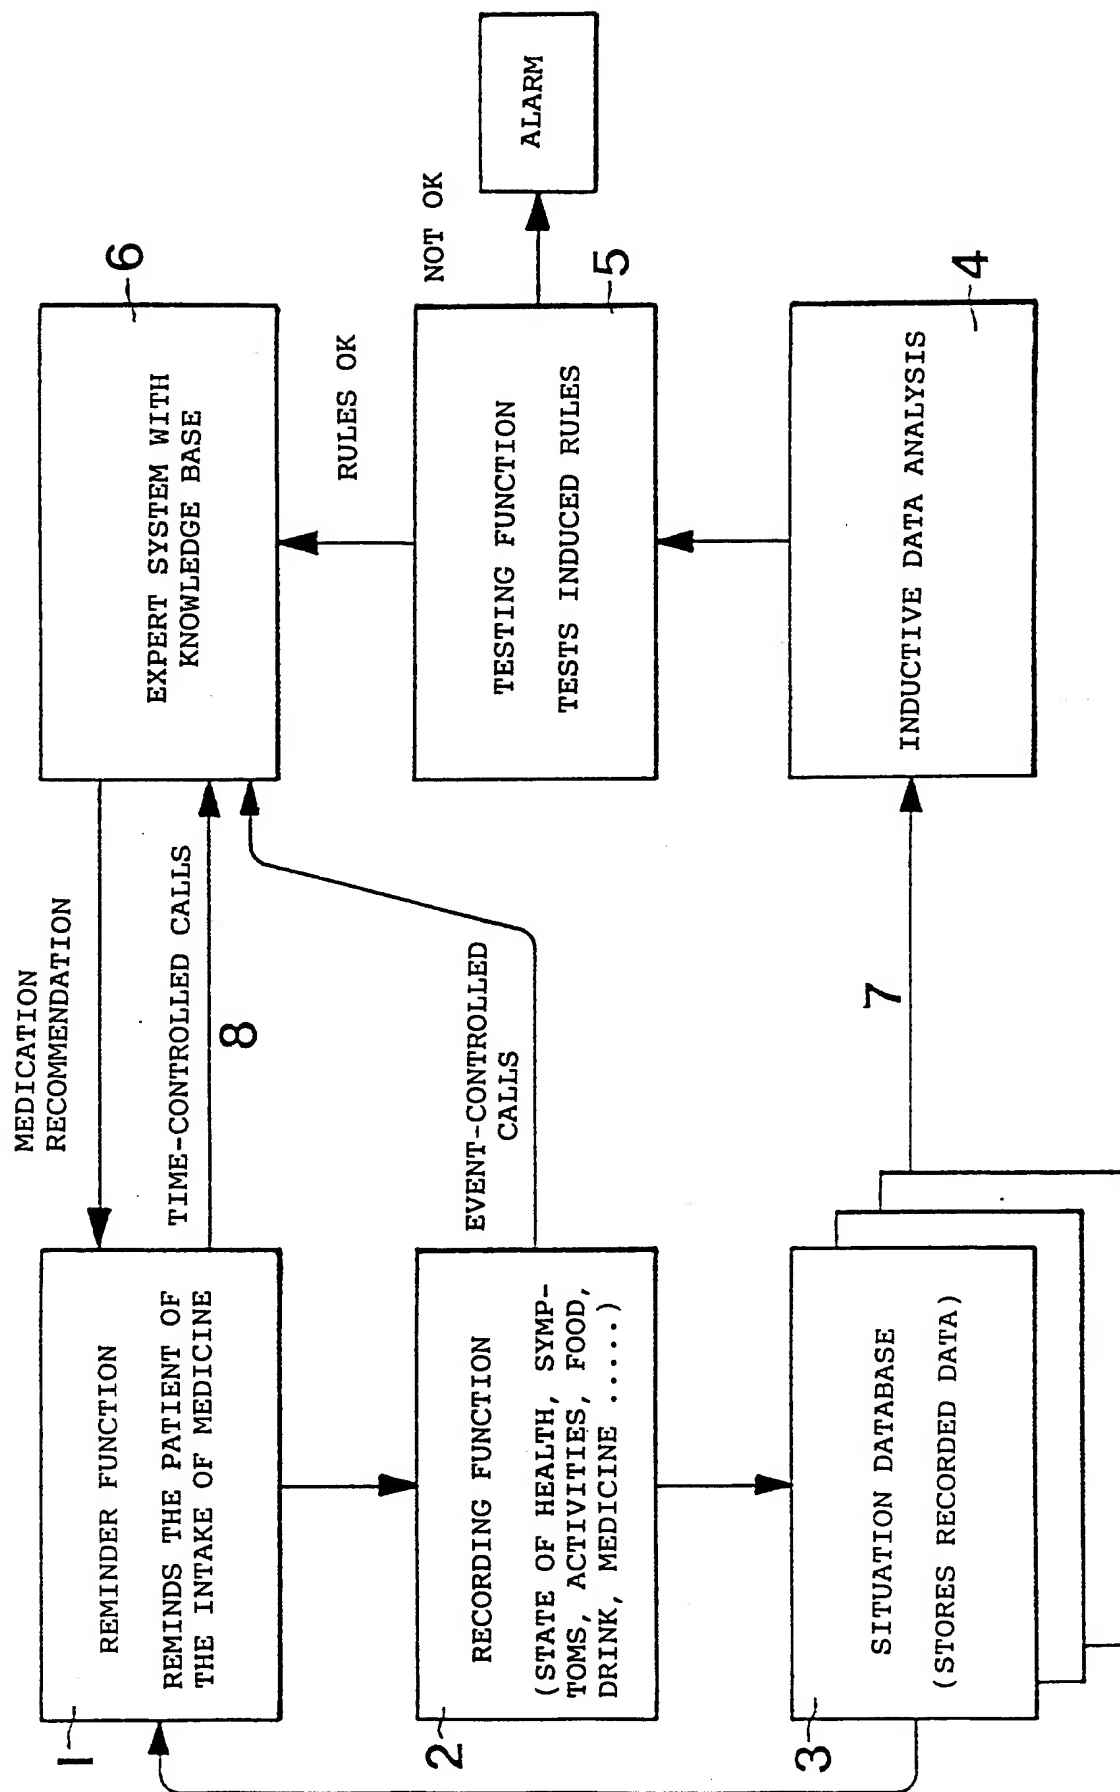 1
REMINDER FUNCTION
REMINDS THE PATIENT OF
THE INTAKE OF MEDICINE
MEDICATION
RECOMMENDATION
TIME-CONTROLLED CALLS
8
6
EXPERT SYSTEM WITH
KNOWLEDGE BASE
RULES OK
2
RECORDING FUNCTION
(STATE OF HEALTH, SYMP-
TOMS, ACTIVITIES, FOOD,
DRINK, MEDICINE .....)
EVENT-CONTROLLED
CALLS
TESTING FUNCTION
TESTS INDUCED RULES
5
NOT OK
ALARM
3
SITUATION DATABASE
(STORES RECORDED DATA)
7
INDUCTIVE DATA ANALYSIS
4